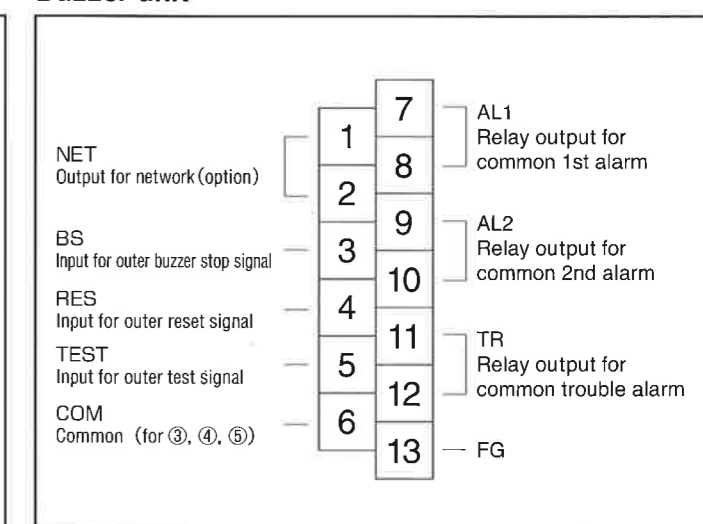 NET
Output for network (option)
BS
Input for outer buzzer stop signal
RES
Input for outer reset signal
TEST
Input for outer test signal
COM
Common (for ③, ④, ⑤)
1
2
3
4
5
6
7
8
9
10
11
12
13
AL1
Relay output for
common 1st alarm
AL2
Relay output for
common 2nd alarm
TR
Relay output for
common trouble alarm
FG